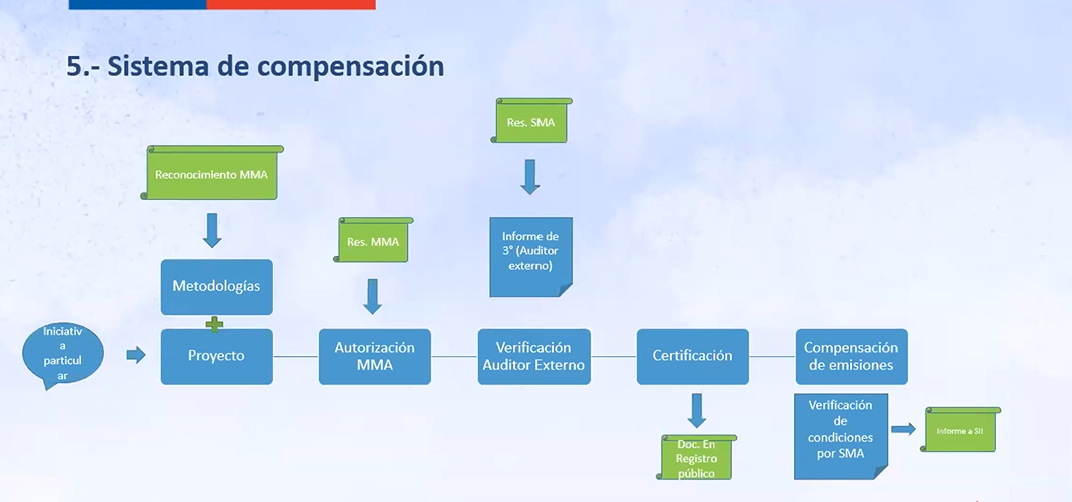 5.- Sistema de compensación
Res. SMA
Reconocimiento MMA
Res. MMA
Informe de
3° (Auditor
externo)
Metodologías
Iniciativ
a
particul
ar
Proyecto
Autorización
MMA
Verificación
Auditor Externo
Certificación
Compensación
de emisiones
Verificación
de
condiciones
por SMA
Informe a SII
Doc. En
Registro
público